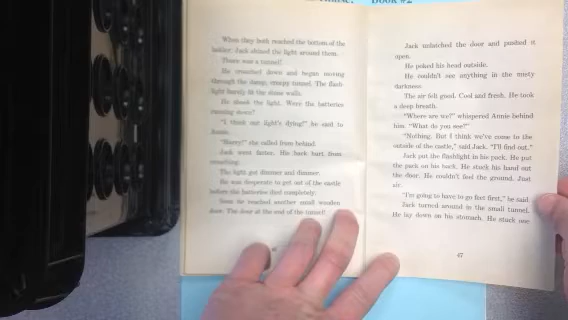 BOOK #2
When they both reached the bottom of the
ladder, Jack shined the light around them.
There was a tunnel!
He crouched down and began moving
through the damp, creepy tunnel. The flash-
light barely lit the stone walls.
He shook the light. Were the batteries
running down?
"I think our light's dying!" he said to
Annie.
"Hurry!" she called from behind.
Jack went faster. His back hurt from
crouching.
The light got dimmer and dimmer.
He was desperate to get out of the castle
before the batteries died completely.
Soon he reached another small wooden
door. The door at the end of the tunnel!
46
Jack unlatched the door and pushed it
open.
He poked his head outside.
He couldn't see anything in the misty
darkness.
The air felt good. Cool and fresh. He took
a deep breath.
"Where are we?" whispered Annie behind
him. "What do you see?"
"Nothing. But I think we've come to the
outside of the castle," said Jack. "I'll find out."
Jack put the flashlight in his pack. He put
the pack on his back. He stuck his hand out
the door. He couldn't feel the ground. Just
air.
"I'm going to have to go feet first," he said
Jack turned around in the small tunnel.
He lay down on his stomach. He stuck one
47